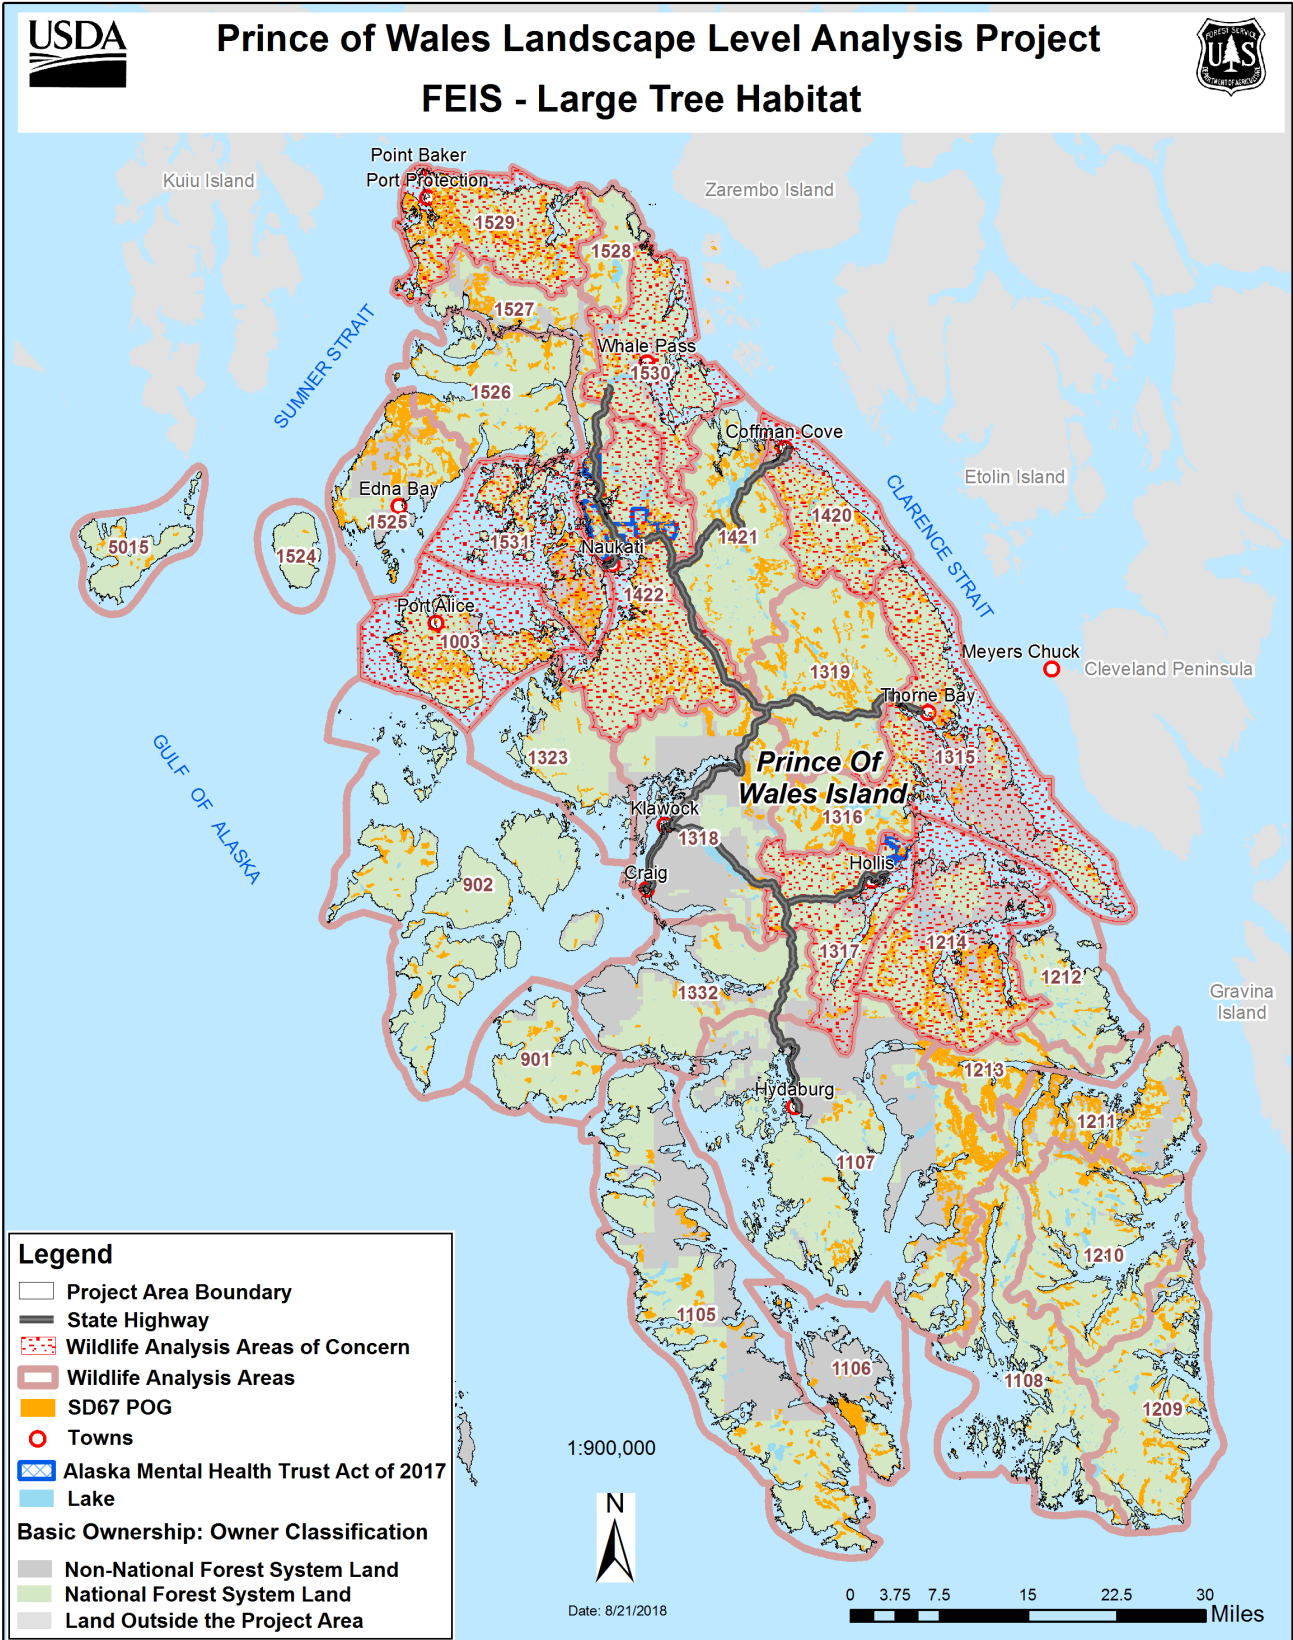 USDA
Prince of Wales Landscape Level Analysis Project
FEIS - Large Tree Habitat
FOREST SERVICE
US
DEPARTMENT OF AGRICULTURE
Point Baker
Kuiu Island
Port Protection
Zarembo Island
1529
1528
1527
SUMNER STRAIT
Whale Pass
1530
1526
Coffman Cove
Etolin Island
Edna Bay
1525
1420
CLARENCE STRAIT
1421
1531
Naukati
5015
1524
1422
Port Alice
1003
Meyers Chuck
Cleveland Peninsula
1319
Thorne Bay
GULF OF ALASKA
1323
1315
Prince Of
Wales Island
Klawock
1316
1318
Hollis
Craig
902
1317
1214
1212
1332
Gravina
Island
901
1213
Hydaburg
1211
1107
1210
1105
1106
1108
1209
Legend
Project Area Boundary
State Highway
Wildlife Analysis Areas of Concern
Wildlife Analysis Areas
SD67 POG
Towns
Alaska Mental Health Trust Act of 2017
Lake
Basic Ownership: Owner Classification
Non-National Forest System Land
National Forest System Land
Land Outside the Project Area
1:900,000
N
Date: 8/21/2018
0 3.75 7.5 15 22.5 30
Miles